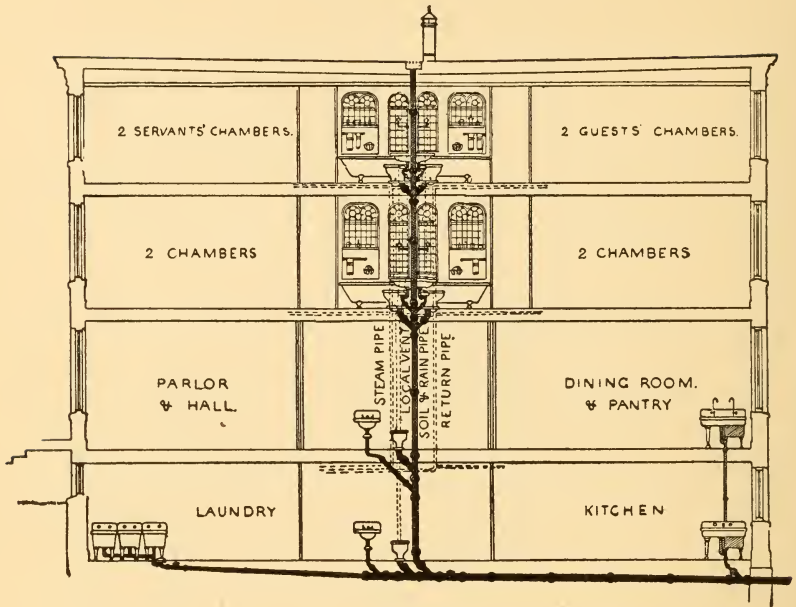 2 SERVANTS' CHAMBERS.
2 GUESTS' CHAMBERS.
2 CHAMBERS
2 CHAMBERS
PARLOR
& HALL.
STEAM PIPE
LOCAL VENT
SOIL & RAIN PIPE
RETURN PIPE
DINING ROOM.
& PANTRY
LAUNDRY
KITCHEN